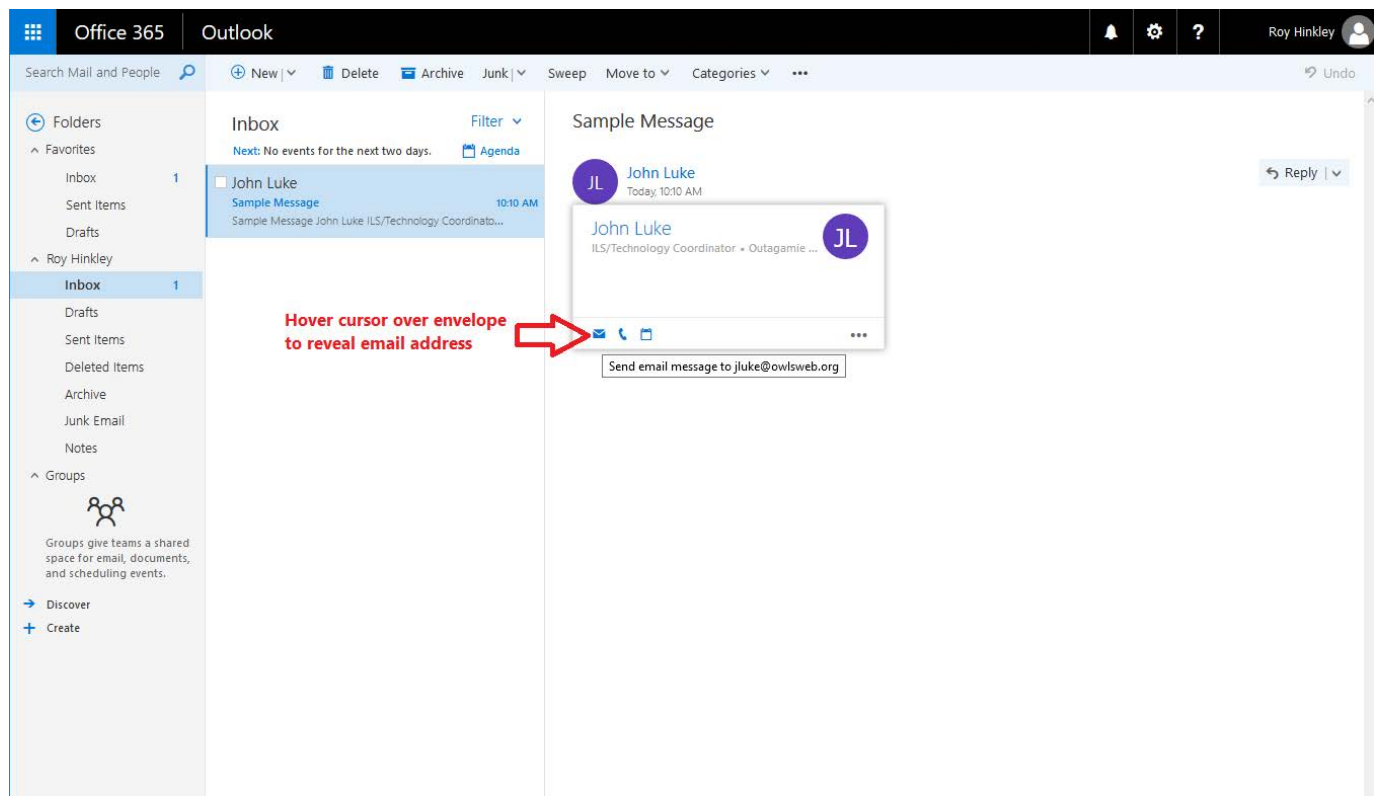 Office 365
Outlook
Roy Hinkley
Search Mail and People
New
Delete
Archive
Junk
Sweep
Move to
Categories
Undo
Folders
Favorites
Inbox 1
Sent Items
Drafts
Roy Hinkley
Inbox 1
Drafts
Sent Items
Deleted Items
Archive
Junk Email
Notes
Groups
Groups give teams a shared
space for email, documents,
and scheduling events.
Discover
Create
Inbox
Filter
Next: No events for the next two days.
Agenda
John Luke
Sample Message 10:10 AM
Sample Message John Luke ILS/Technology Coordinato...
Hover cursor over envelope
to reveal email address
Sample Message
JL
John Luke
Today, 10:10 AM
Reply
John Luke
ILS/Technology Coordinator • Outagamie ...
JL
Send email message to jluke@owlsweb.org